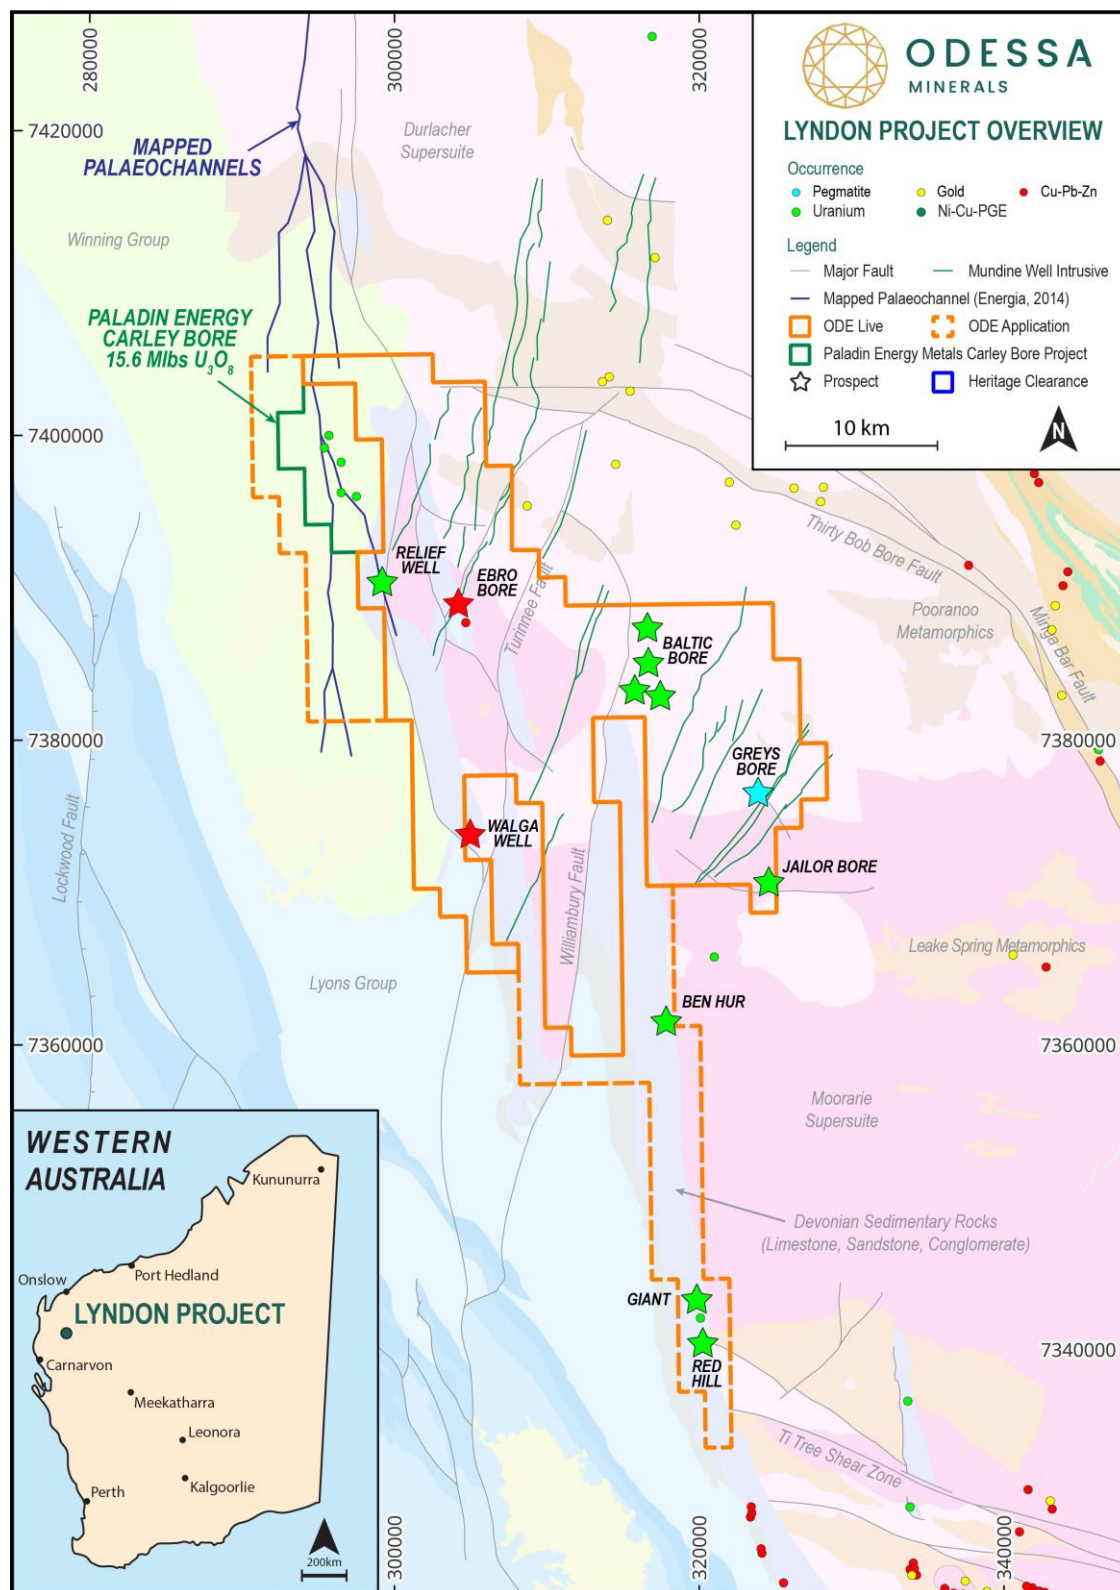 280000
300000
320000
ODESSA
MINERALS
LYNDON PROJECT OVERVIEW
Occurrence
Pegmatite
Gold
Cu-Pb-Zn
Uranium
Ni-Cu-PGE
Legend
Major Fault
Mundine Well Intrusive
Mapped Palaeochannel (Energia, 2014)
ODE Live
ODE Application
Paladin Energy Metals Carley Bore Project
Prospect
Heritage Clearance
10 km
N
7420000
MAPPED
PALAEOCHANNELS
Durlacher
Supersuite
Winning Group
PALADIN ENERGY
CARLEY BORE
15.6 Mlbs U3O8
7400000
Thirty Bob Bore Fault
RELIEF
WELL
EBRO
BORE
Turinnee Fault
Pooranoo
Metamorphics
Minga Bar Fault
BALTIC
BORE
7380000
7380000
GREYS
BORE
Lockwood Fault
WALGA
WELL
Williambury Fault
JAILOR BORE
Leake Spring Metamorphics
Lyons Group
BEN HUR
7360000
7360000
Moorarie
Supersuite
Devonian Sedimentary Rocks
(Limestone, Sandstone, Conglomerate)
GIANT
RED
HILL
7340000
Ti Tree Shear Zone
300000
320000
340000
WESTERN
AUSTRALIA
Kununurra
Port Hedland
Onslow
LYNDON PROJECT
Carnarvon
Meekatharra
Leonora
Kalgoorlie
Perth
200km